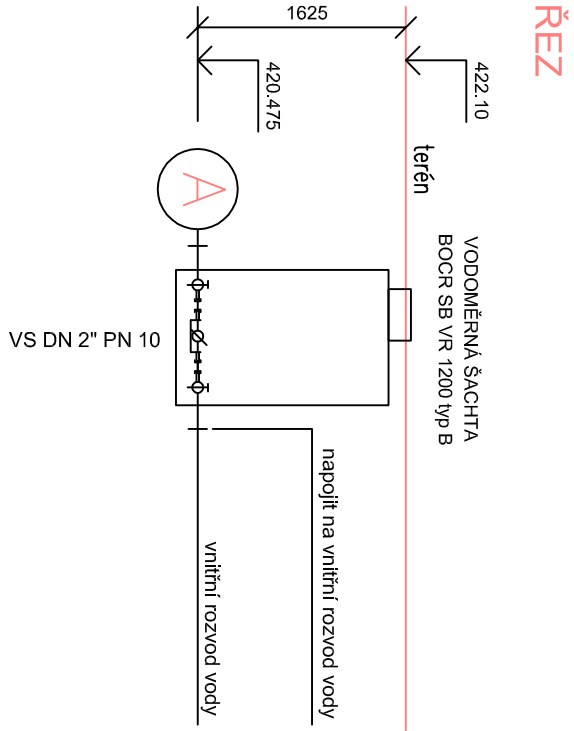 ŘEZ
1625
422.10
420.475
terén
A
VODOMĚRNÁ ŠACHTA
BOCR SB VR 1200 typ B
VS DN 2" PN 10
napojit na vnitřní rozvod vody
vnitřní rozvod vody